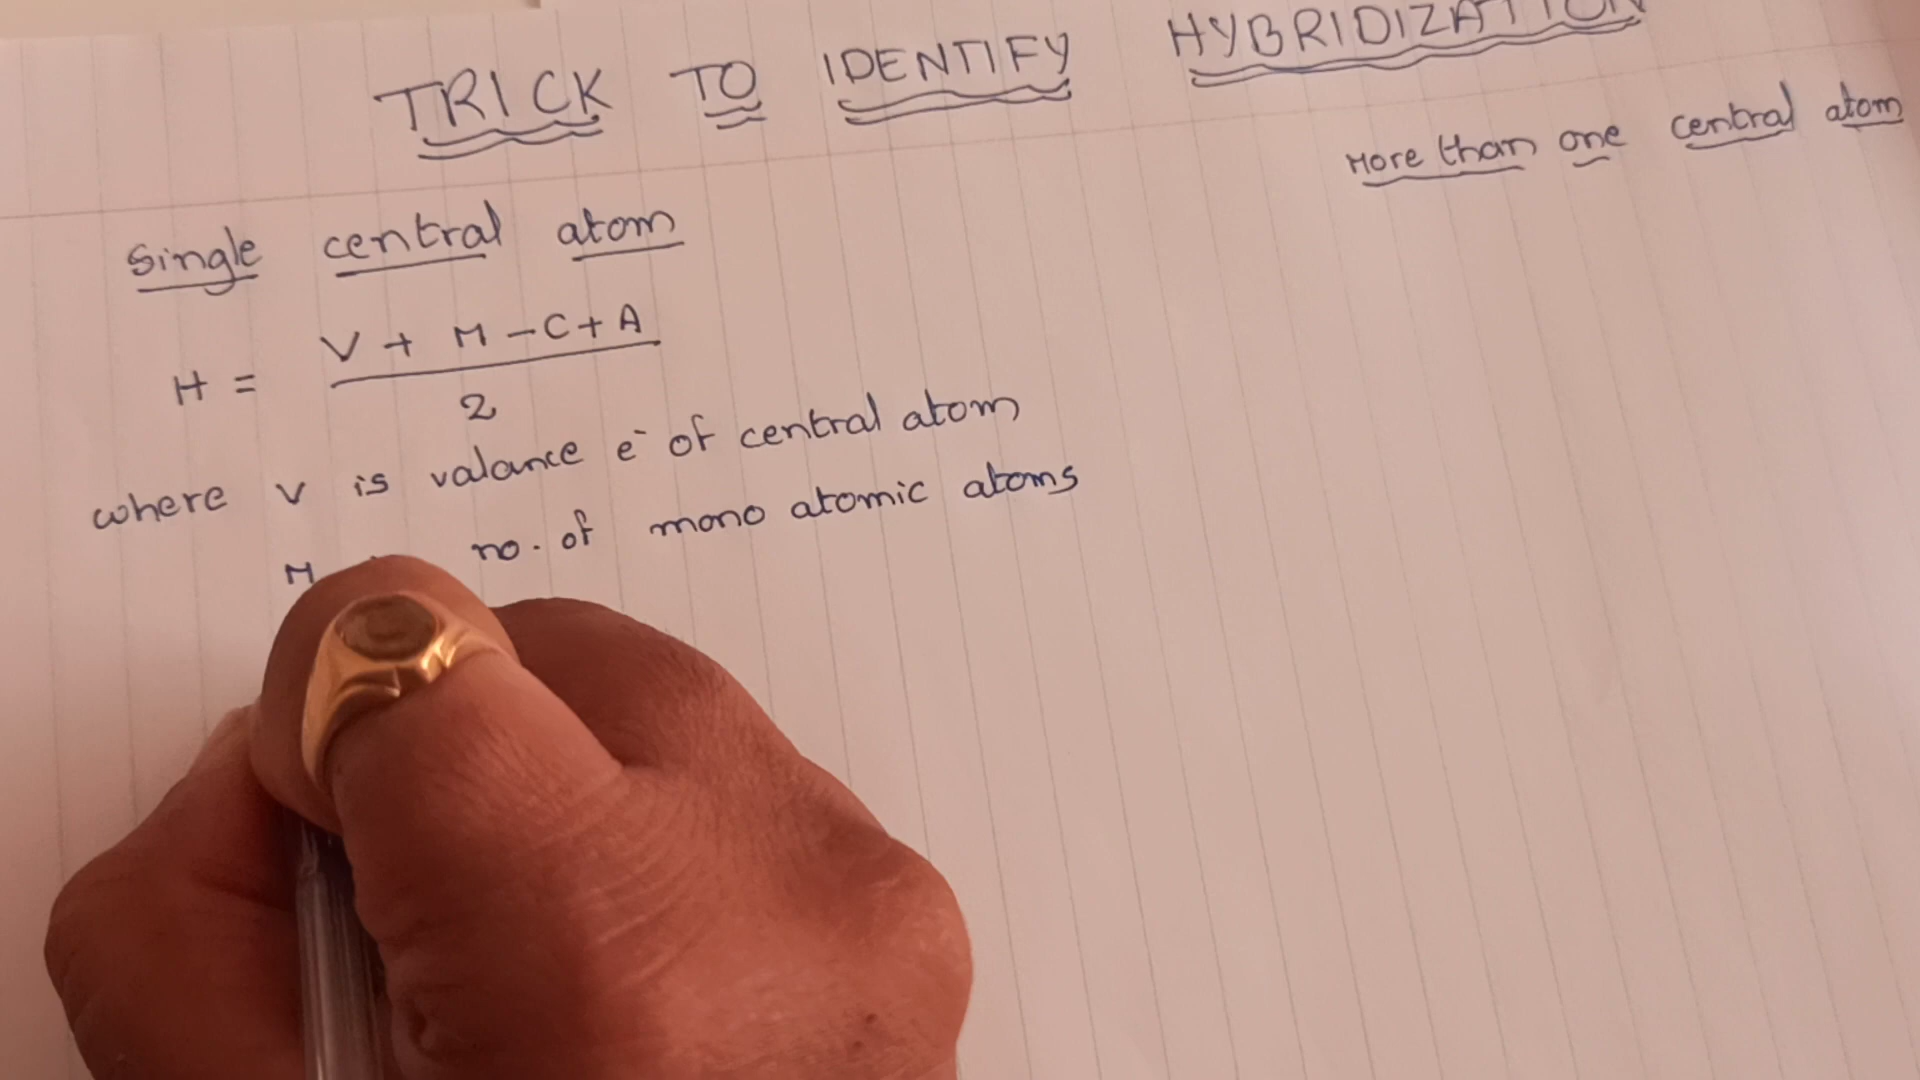 TRICK TO IDENTIFY HYBRIDIZATION
More than one central atom
Single central atom
H = V + M - C + A
2
where V is valance e⁻ of central atom
M no. of mono atomic atoms